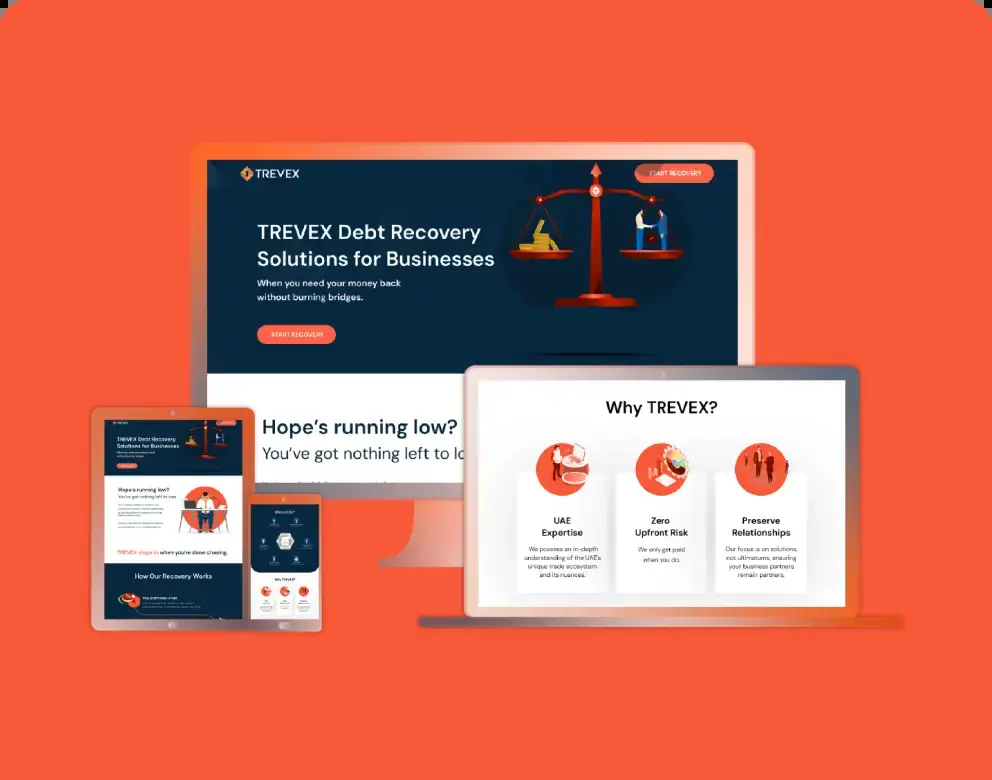 TREVEX
START RECOVERY
TREVEX Debt Recovery
Solutions for Businesses
When you need your money back
without burning bridges.
START RECOVERY
Hope's running low?
You've got nothing left to lo
Why TREVEX?
UAE
Expertise
We possess an in-depth
understanding of the UAE's
unique trade ecosystem
and its nuances.
Zero
Upfront Risk
We only get paid
when you do.
Preserve
Relationships
Our focus is on solutions,
not ultimatums, ensuring
your business partners
remain partners.
TREVEX
TREVEX Debt Recovery
Solutions for Businesses
Hope's running low?
You've got nothing left to lose
TREVEX steps in when you're done chasing.
How Our Recovery Works
Why TREVEX?